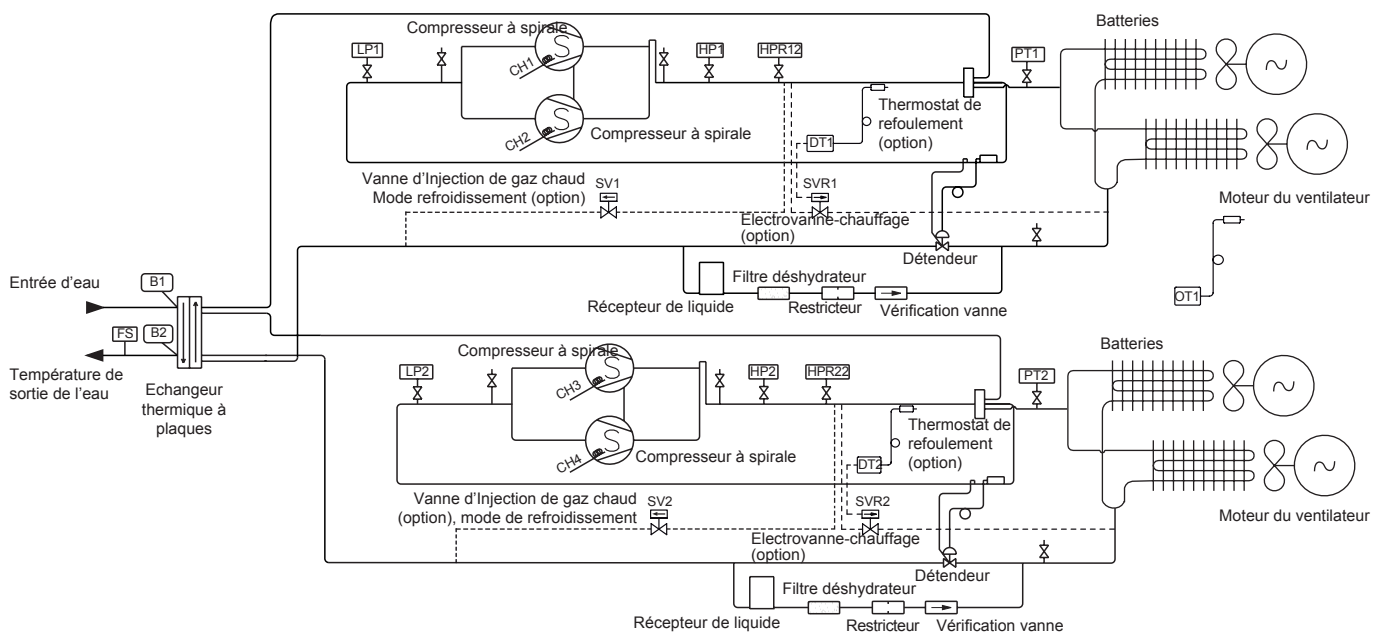 Compresseur à spirale
Batteries
LP1
HP1
HPR12
PT1
CH1
CH2
Compresseur à spirale
Thermostat de
refoulement
(option)
DT1
Vanne d'Injection de gaz chaud
Mode refroidissement (option)
SV1
SVR1
Moteur du ventilateur
Electrovanne-chauffage
(option)
Détendeur
Entrée d'eau
B1
Filtre déshydrateur
OT1
Récepteur de liquide
Restricteur
Vérification vanne
FS
B2
Température de
sortie de l'eau
Echangeur
thermique à
plaques
Compresseur à spirale
Batteries
LP2
HP2
HPR22
PT2
CH3
CH4
Compresseur à spirale
Thermostat de
refoulement
(option)
DT2
Vanne d'Injection de gaz chaud
(option), mode de refroidissement
SV2
SVR2
Moteur du ventilateur
Electrovanne-chauffage
(option)
Détendeur
Filtre déshydrateur
Récepteur de liquide
Restricteur
Vérification vanne